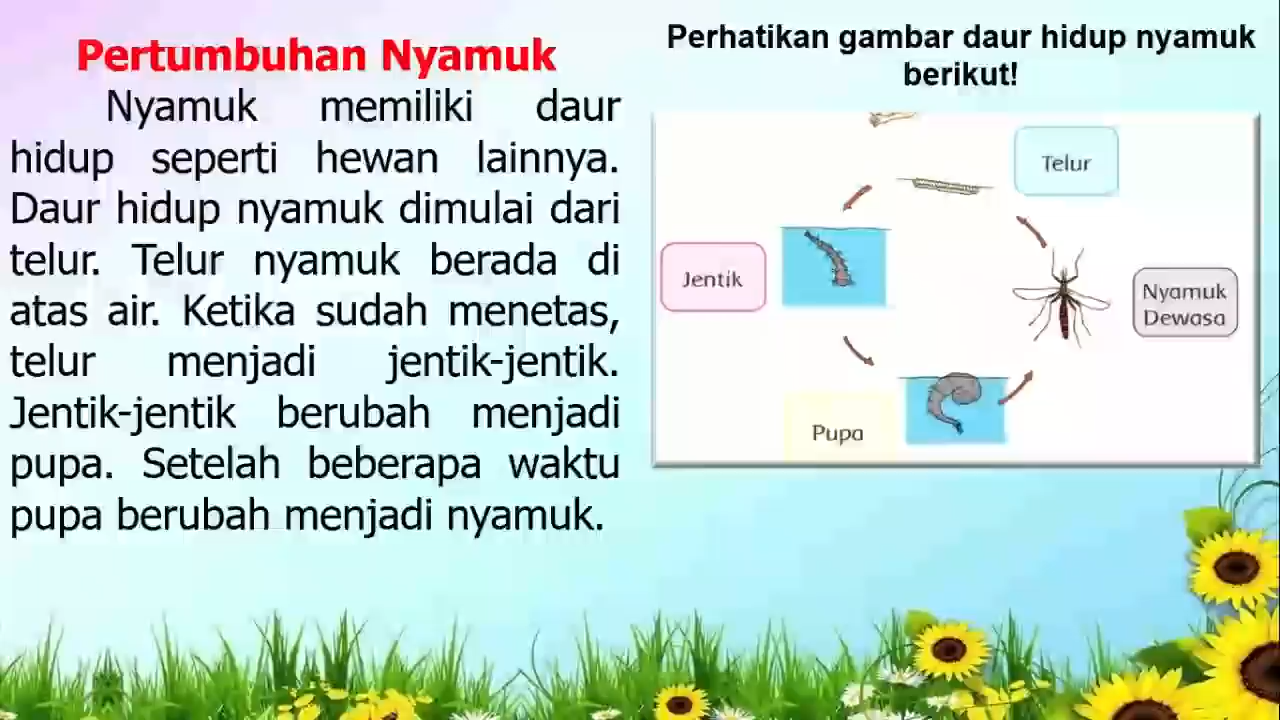 Pertumbuhan Nyamuk
Nyamuk memiliki daur
hidup seperti hewan lainnya.
Daur hidup nyamuk dimulai dari
telur. Telur nyamuk berada di
atas air. Ketika sudah menetas,
telur menjadi jentik-jentik.
Jentik-jentik berubah menjadi
pupa. Setelah beberapa waktu
pupa berubah menjadi nyamuk.
Perhatikan gambar daur hidup nyamuk
berikut!
Telur
Jentik
Nyamuk
Dewasa
Pupa